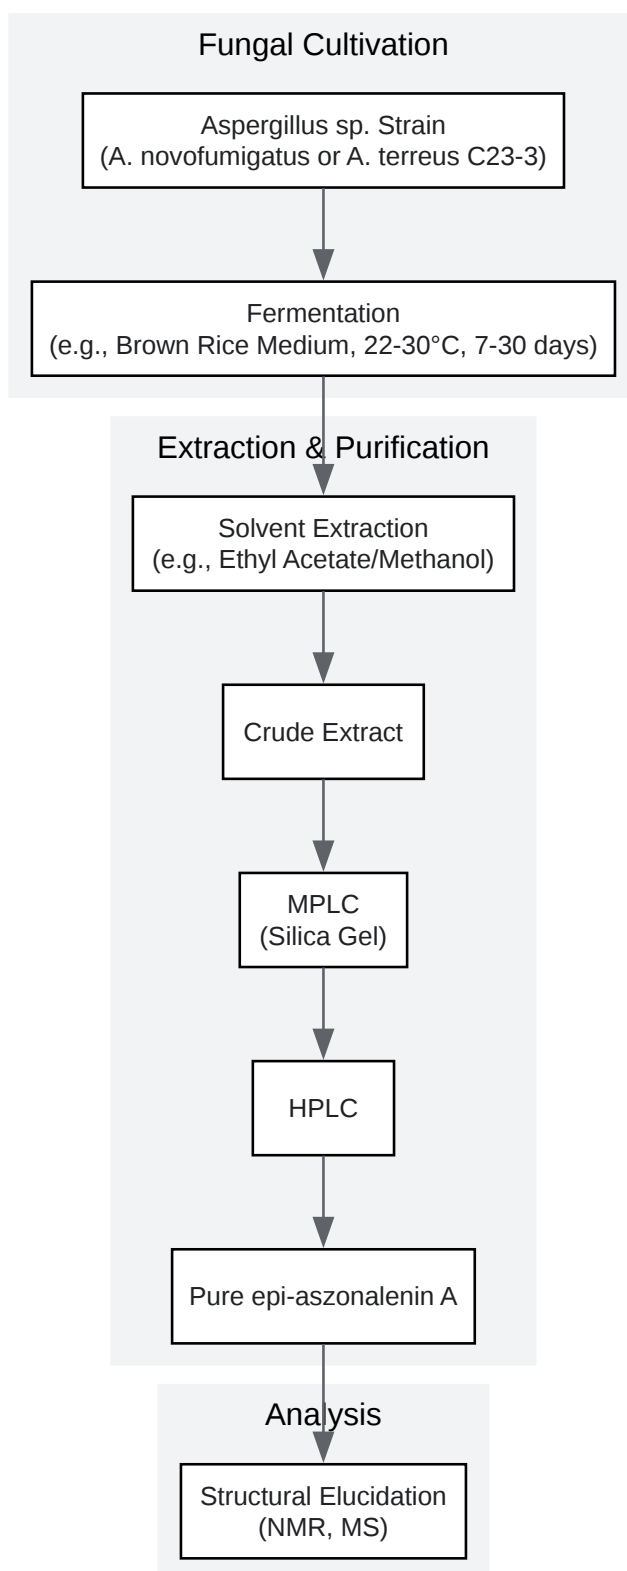 Fungal Cultivation
Aspergillus sp. Strain
(A. novofumigatus or A. terreus C23-3)
Fermentation
(e.g., Brown Rice Medium, 22-30°C, 7-30 days)
Extraction & Purification
Solvent Extraction
(e.g., Ethyl Acetate/Methanol)
Crude Extract
MPLC
(Silica Gel)
HPLC
Pure epi-aszonalenin A
Analysis
Structural Elucidation
(NMR, MS)